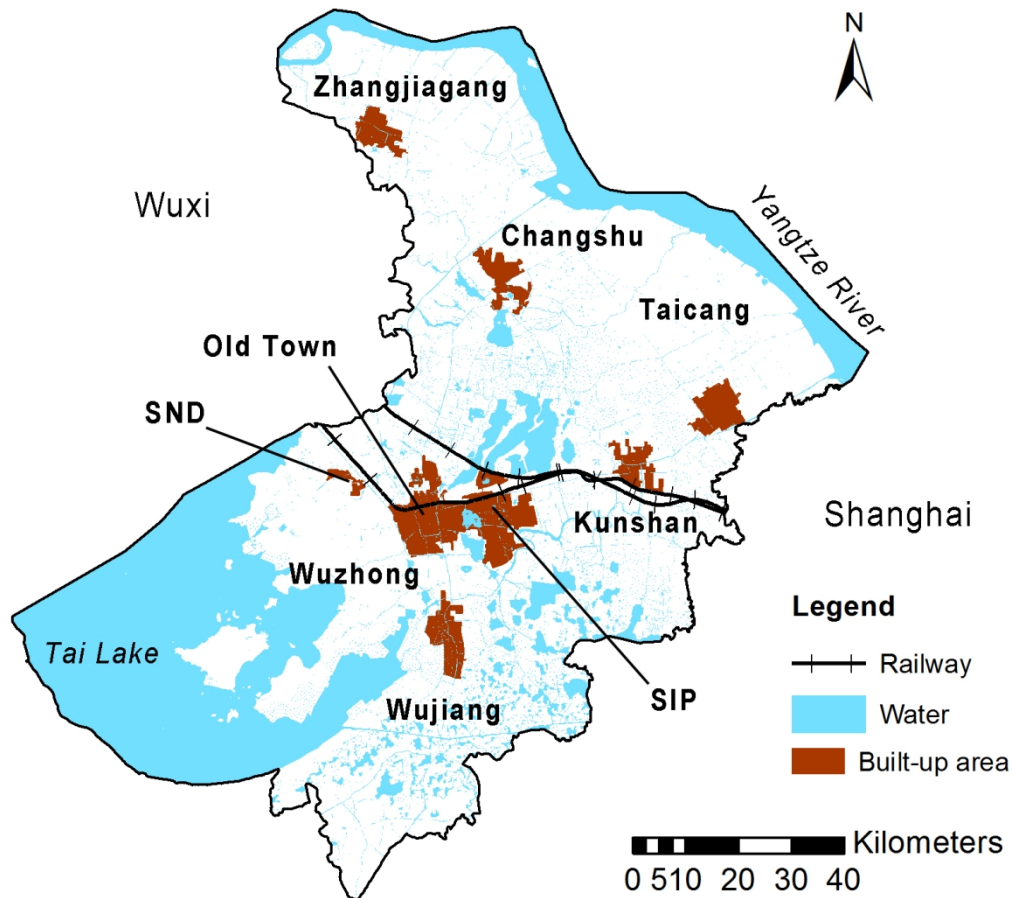 N
Zhangjiagang
Wuxi
Yangtze River
Changshu
Taicang
Old Town
SND
Kunshan
Shanghai
Wuzhong
Tai Lake
SIP
Wujiang
Legend
Railway
Water
Built-up area
Kilometers
0 5 10 20 30 40